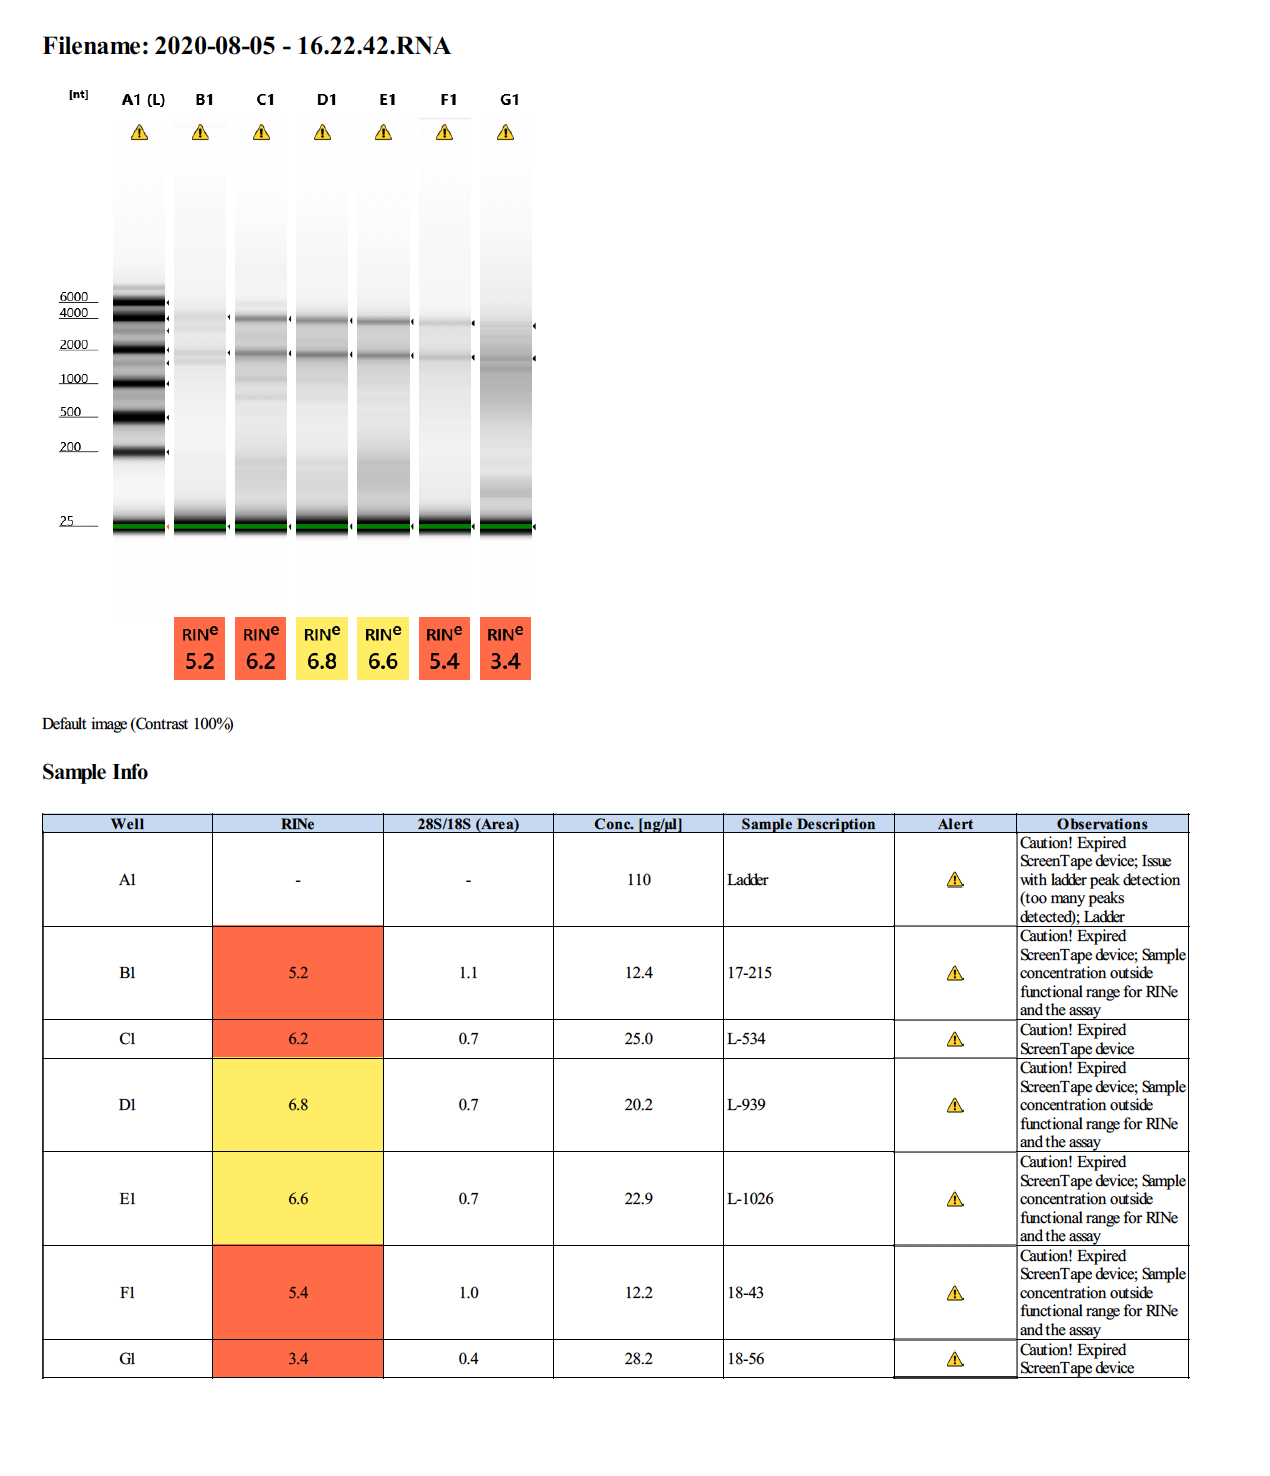 Filename: 2020-08-05 - 16.22.42.RNA
[nt] A1 (L) B1 C1 D1 E1 F1 G1
6000
4000
2000
1000
500
200
25
RINe RINe RINe RINe RINe RINe
5.2 6.2 6.8 6.6 5.4 3.4
Default image (Contrast 100%)
Sample Info
Well RINe 28S/18S (Area) Conc. [ng/µl] Sample Description Alert Observations
A1 - - 110 Ladder Caution! Expired
ScreenTape device; Issue
with ladder peak detection
(too many peaks
detected); Ladder
B1 5.2 1.1 12.4 17-215 Caution! Expired
ScreenTape device; Sample
concentration outside
functional range for RINe
and the assay
C1 6.2 0.7 25.0 L-534 Caution! Expired
ScreenTape device
D1 6.8 0.7 20.2 L-939 Caution! Expired
ScreenTape device; Sample
concentration outside
functional range for RINe
and the assay
E1 6.6 0.7 22.9 L-1026 Caution! Expired
ScreenTape device; Sample
concentration outside
functional range for RINe
and the assay
F1 5.4 1.0 12.2 18-43 Caution! Expired
ScreenTape device; Sample
concentration outside
functional range for RINe
and the assay
G1 3.4 0.4 28.2 18-56 Caution! Expired
ScreenTape device